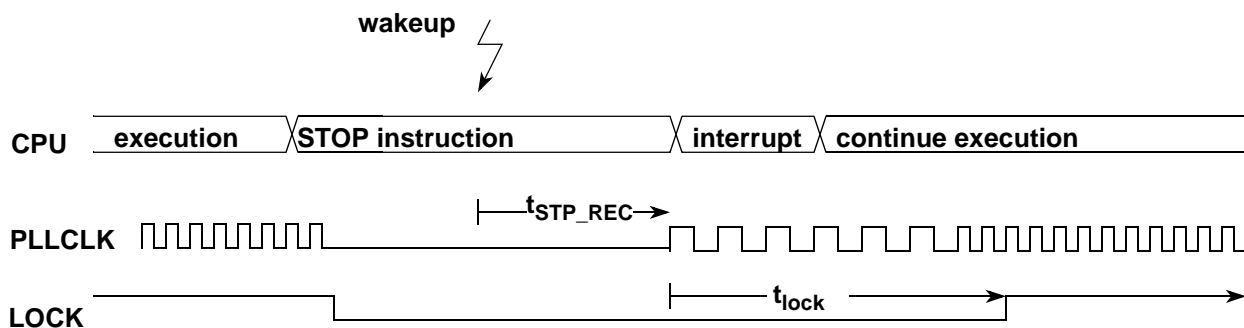 wakeup
CPU execution STOP instruction interrupt continue execution
tSTP_REC
PLLCLK
tlock
LOCK